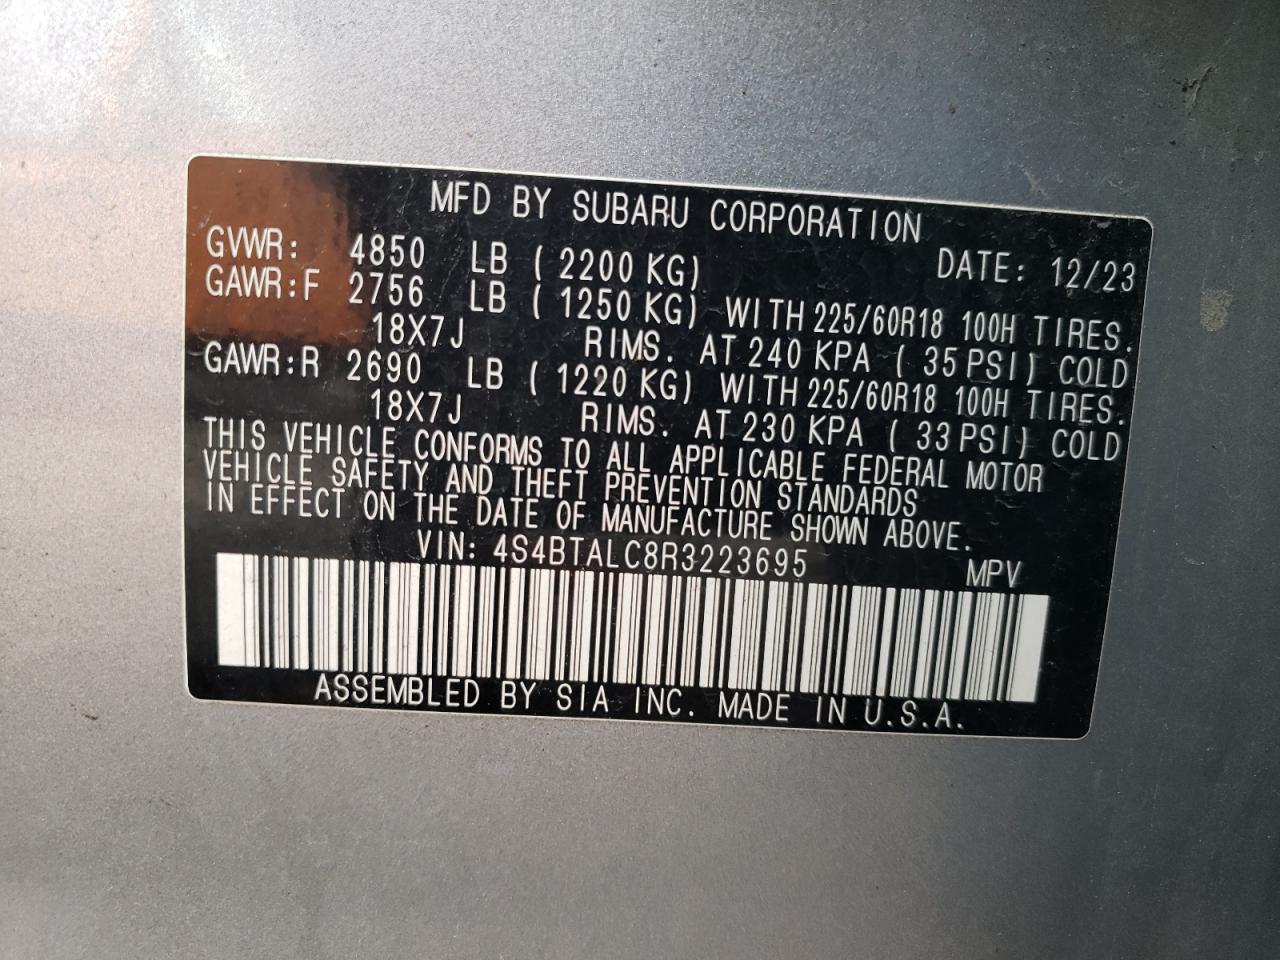 MFD BY SUBARU CORPORATION
GVWR: 4850 LB ( 2200 KG) DATE: 12/23
GAWR:F 2756 LB ( 1250 KG) WITH 225/60R18 100H TIRES.
18X7J RIMS. AT 240 KPA ( 35 PSI) COLD
GAWR:R 2690 LB ( 1220 KG) WITH 225/60R18 100H TIRES.
18X7J RIMS. AT 230 KPA ( 33 PSI) COLD
THIS VEHICLE CONFORMS TO ALL APPLICABLE FEDERAL MOTOR
VEHICLE SAFETY AND THEFT PREVENTION STANDARDS
IN EFFECT ON THE DATE OF MANUFACTURE SHOWN ABOVE.
VIN: 4S4BTALC8R3223695 MPV
ASSEMBLED BY SIA INC. MADE IN U.S.A.